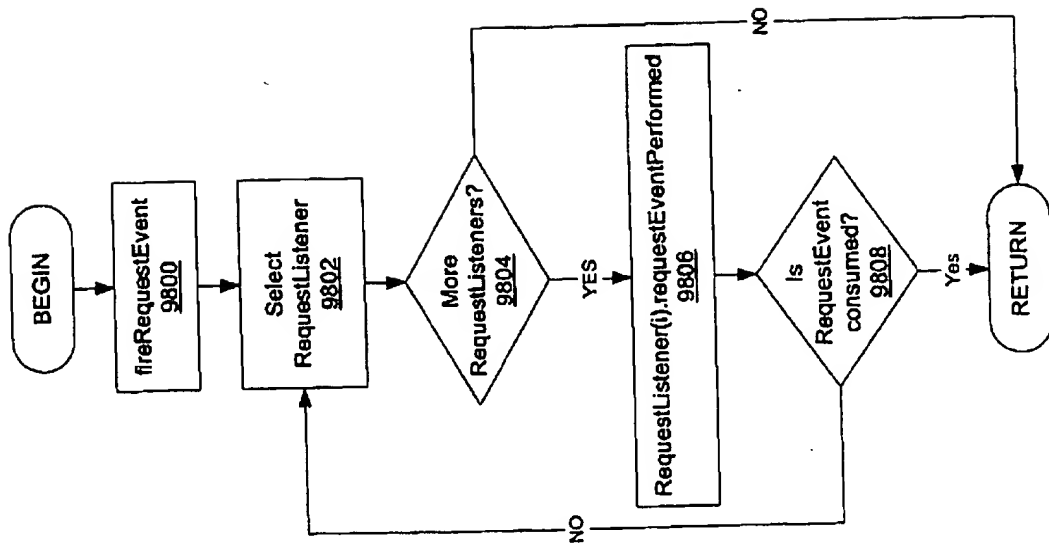 BEGIN
fireRequestEvent
9800
Select
RequestListener
9802
More
RequestListeners?
9804
YES
NO
RequestListener(i).requestEventPerformed
9806
Is
RequestEvent
consumed?
9808
Yes
NO
RETURN